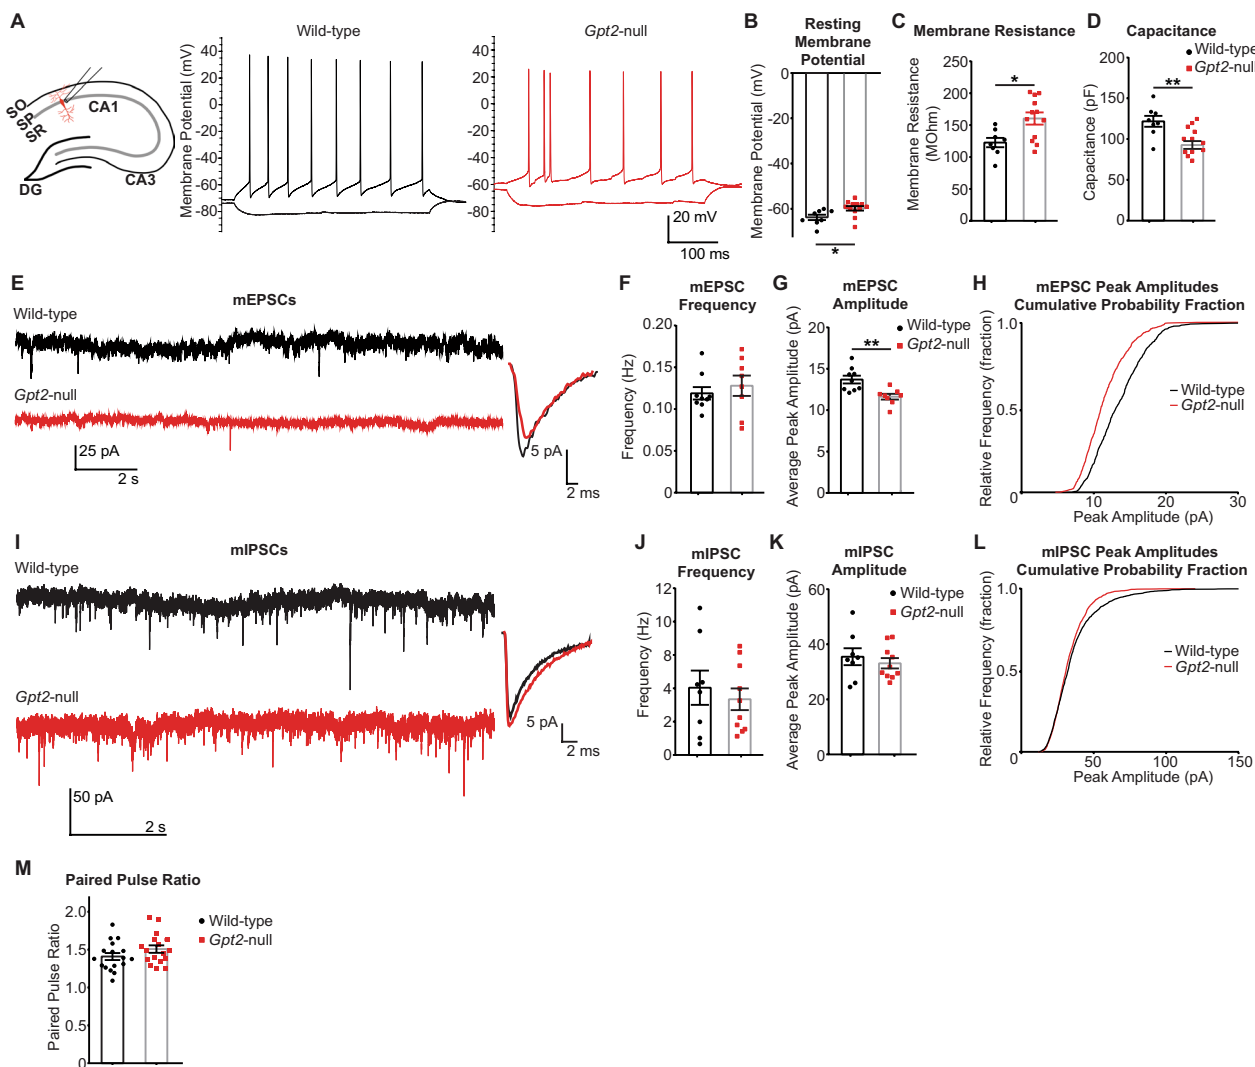 A
Wild-type
Gpt2-null
Membrane Potential (mV)
40
20
0
-20
-40
-60
-80
40
20
0
-20
-40
-60
-80
20 mV
100 ms
SO
SP
SR
CA1
CA3
DG
B
Resting
Membrane
Potential
Membrane Potential (mV)
0
-20
-40
-60
*
C
Membrane Resistance
Membrane Resistance
(MOhm)
250
200
150
100
50
0
*
D
Capacitance
Wild-type
Gpt2-null
Capacitance (pF)
200
150
100
50
0
**
E
mEPSCs
Wild-type
Gpt2-null
25 pA
2 s
5 pA
2 ms
F
mEPSC
Frequency
Frequency (Hz)
0.20
0.15
0.10
0.05
0
G
mEPSC
Amplitude
Average Peak Amplitude (pA)
20
15
10
5
0
Wild-type
Gpt2-null
**
H
mEPSC Peak Amplitudes
Cumulative Probability Fraction
Relative Frequency (fraction)
1.0
0.5
0
10
20
30
Peak Amplitude (pA)
Wild-type
Gpt2-null
I
mIPSCs
Wild-type
Gpt2-null
50 pA
2 s
5 pA
2 ms
J
mIPSC
Frequency
Frequency (Hz)
12
10
8
6
4
2
0
K
mIPSC
Amplitude
Average Peak Amplitude (pA)
60
40
20
0
Wild-type
Gpt2-null
L
mIPSC Peak Amplitudes
Cumulative Probability Fraction
Relative Frequency (fraction)
1.0
0.5
0
50
100
150
Peak Amplitude (pA)
Wild-type
Gpt2-null
M
Paired Pulse Ratio
Paired Pulse Ratio
2.0
1.5
1.0
0.5
0
Wild-type
Gpt2-null